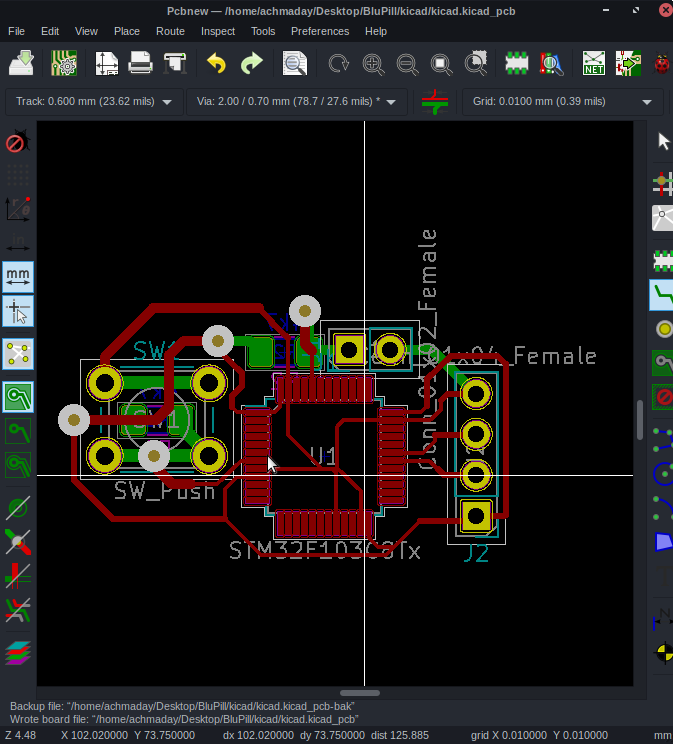 Pcbnew — /home/achmaday/Desktop/BluPill/kicad/kicad.kicad_pcb
File Edit View Place Route Inspect Tools Preferences Help
NET
Track: 0.600 mm (23.62 mils) Via: 2.00 / 0.70 mm (78.7 / 27.6 mils) * Grid: 0.0100 mm (0.39 mils)
in
mm
SW1
SW1
SW_Push
U1
STM32F103C8Tx
J2
Backup file: “/home/achmaday/Desktop/BluPill/kicad/kicad.kicad_pcb-bak”
Wrote board file: “/home/achmaday/Desktop/BluPill/kicad/kicad.kicad_pcb”
Z 4.48 X 102.020000 Y 73.750000 dx 102.020000 dy 73.750000 dist 125.885 grid X 0.010000 Y 0.010000 mm